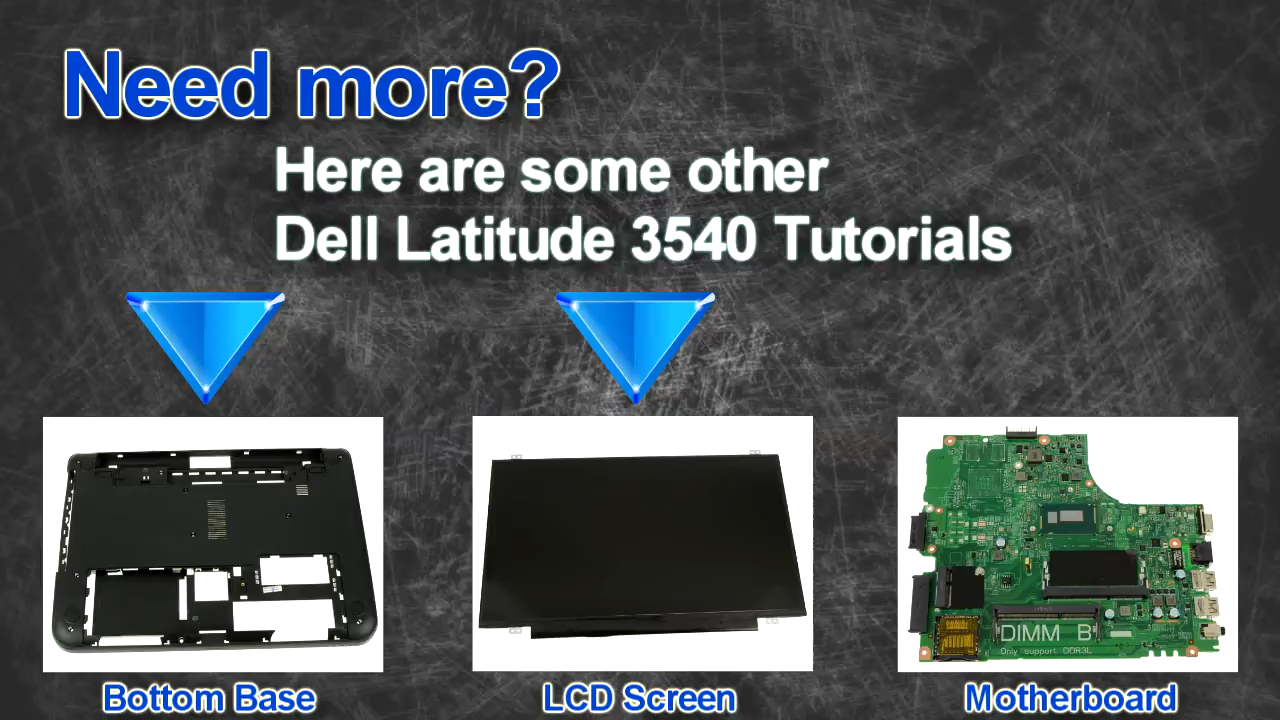 Need more?
Here are some other
Dell Latitude 3540 Tutorials
DIMM B
Only support DDR3L
Bottom Base
LCD Screen
Motherboard